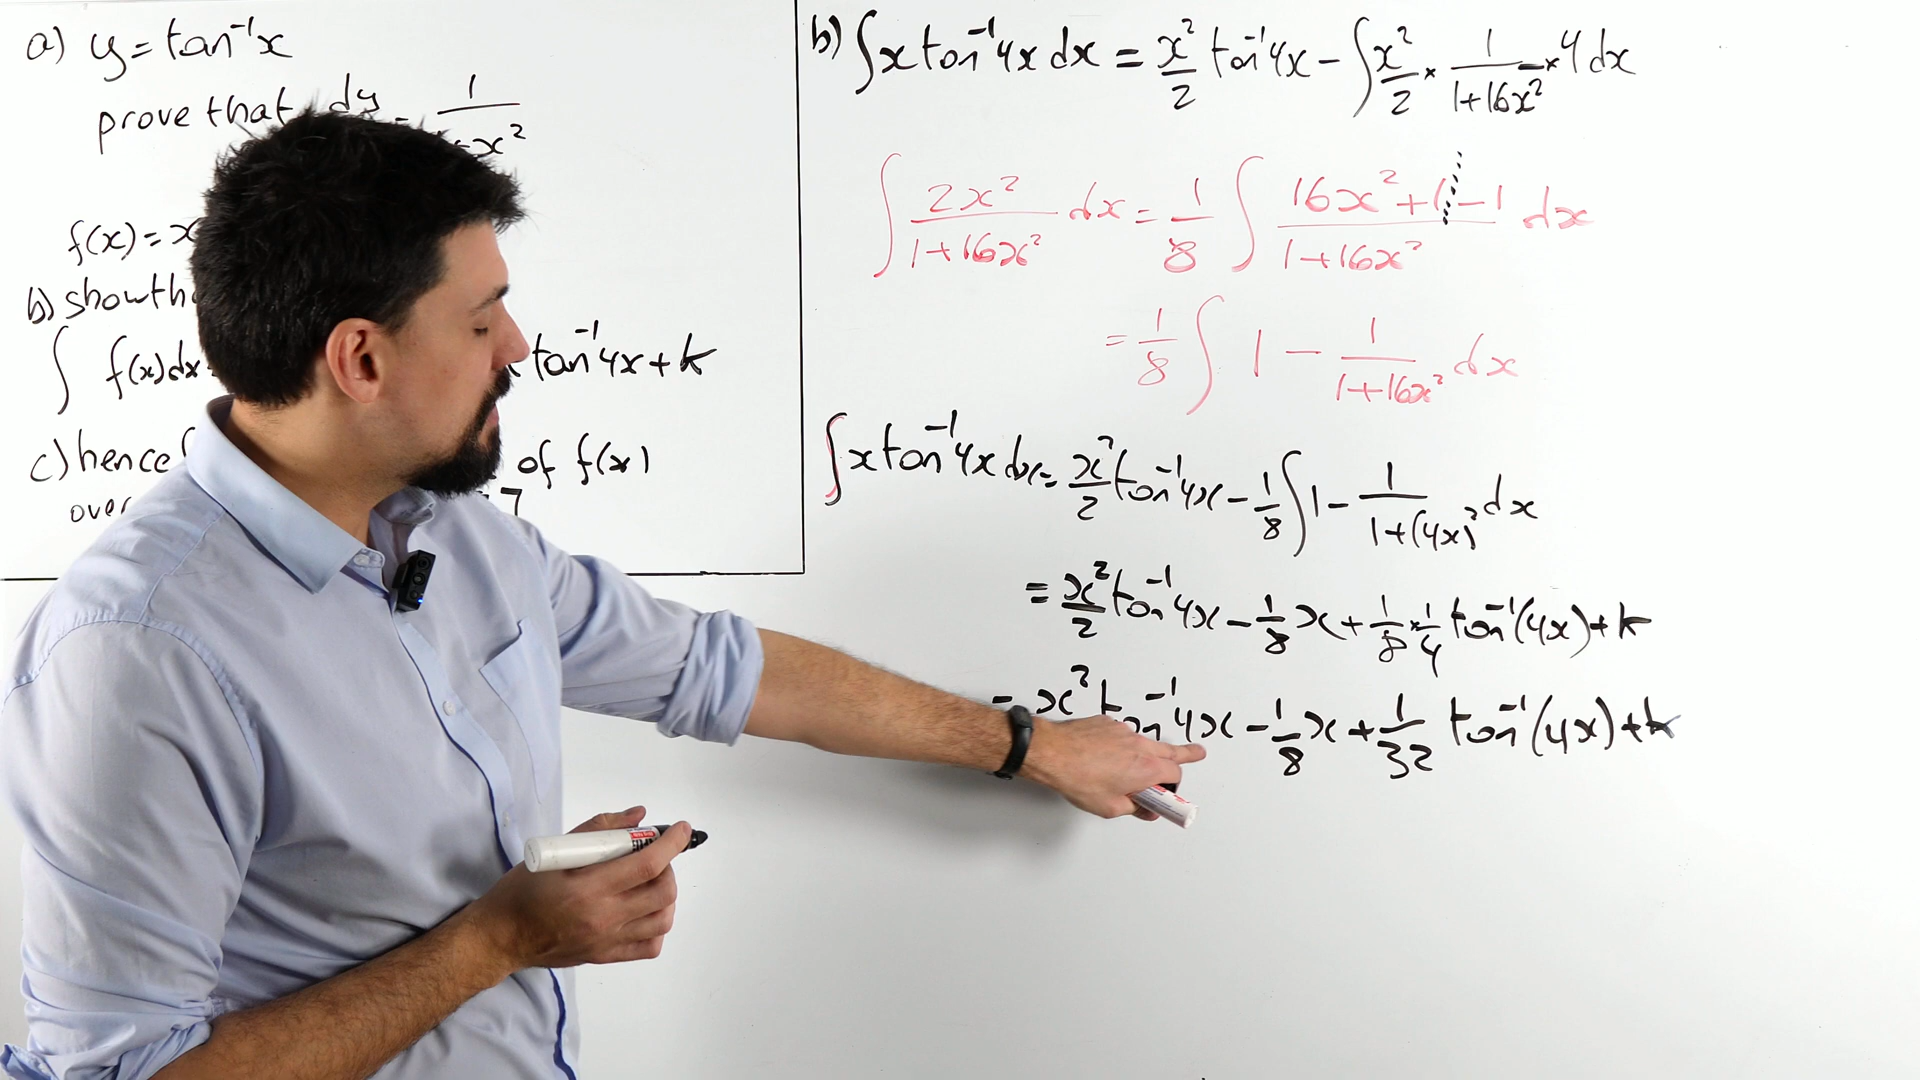 a) y = tan⁻¹x
prove that dy = 1
x²
f(x) = x
b) show th
∫ f(x)dx tan⁻¹4x + k
c) hence of f(x)
over
b) ∫x tan⁻¹4x dx = x²/2 tan⁻¹4x - ∫x²/2 × 1/(1+16x²) × 4 dx
∫ 2x²/(1+16x²) dx = 1/8 ∫ (16x²+1-1)/(1+16x²) dx
= 1/8 ∫ 1 - 1/(1+16x²) dx
∫x tan⁻¹4x dx = x²/2 tan⁻¹4x - 1/8 ∫ 1 - 1/(1+(4x)²) dx
= x²/2 tan⁻¹4x - 1/8 x + 1/8 × 1/4 tan⁻¹(4x) + k
= x² tan⁻¹4x - 1/8 x + 1/32 tan⁻¹(4x) + k